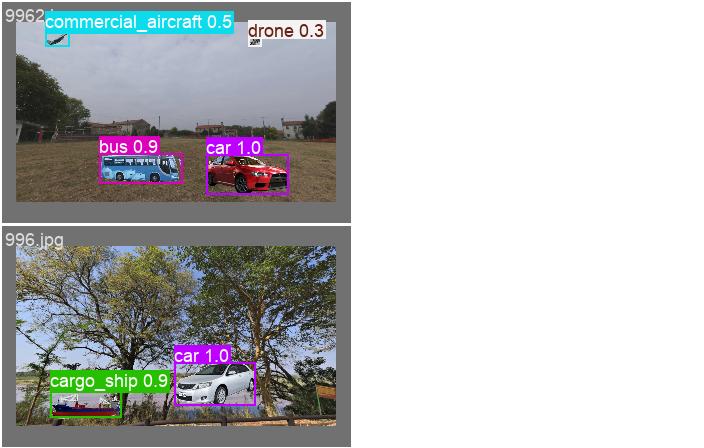 9962.j
commercial_aircraft 0.5
drone 0.3
bus 0.9
car 1.0
996.jpg
car 1.0
cargo_ship 0.9